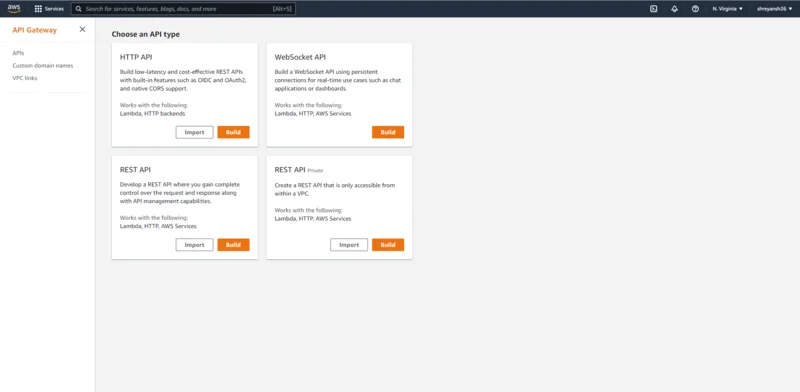 aws
Services
Search for services, features, blogs, docs, and more
[Alt+S]
N. Virginia
shreyansh26
API Gateway
APIs
Custom domain names
VPC links
Choose an API type
HTTP API
Build low-latency and cost-effective REST APIs
with built-in features such as OIDC and OAuth2,
and native CORS support.
Works with the following:
Lambda, HTTP backends
Import
Build
WebSocket API
Build a WebSocket API using persistent
connections for real-time use cases such as chat
applications or dashboards.
Works with the following:
Lambda, HTTP, AWS Services
Build
REST API
Develop a REST API where you gain complete
control over the request and response along
with API management capabilities.
Works with the following:
Lambda, HTTP, AWS Services
Import
Build
REST API Private
Create a REST API that is only accessible from
within a VPC.
Works with the following:
Lambda, HTTP, AWS Services
Import
Build